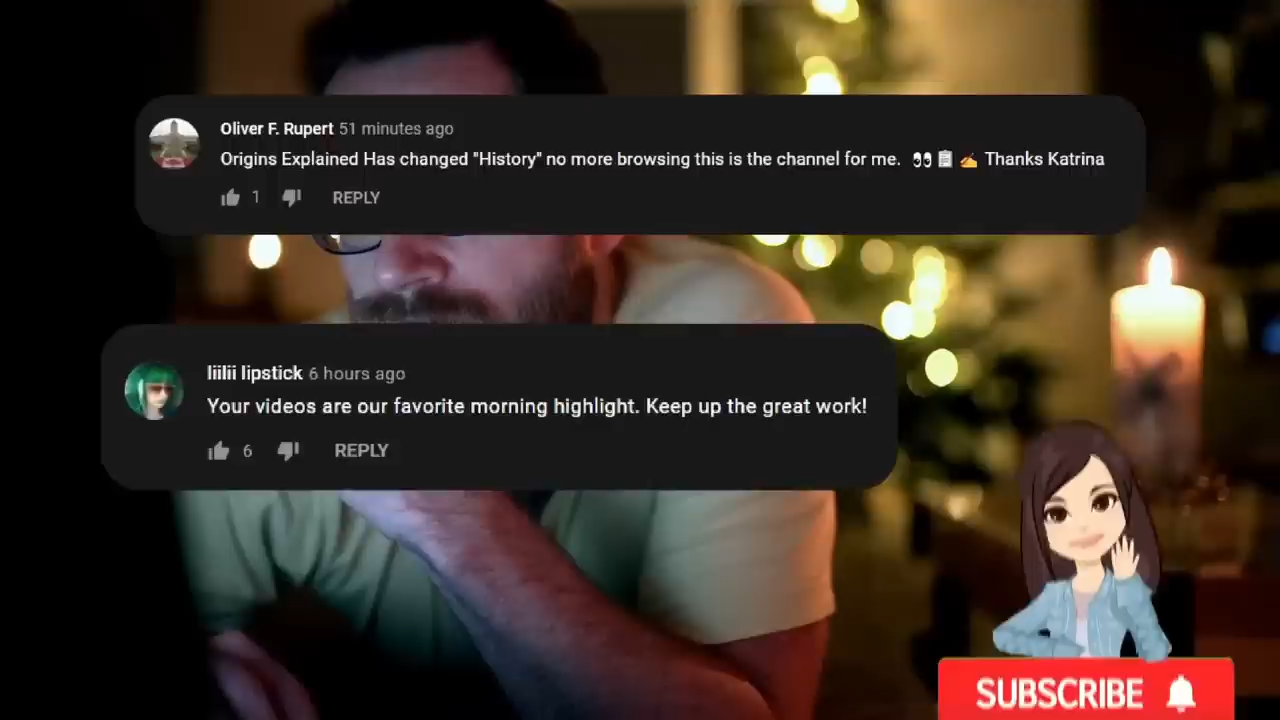 Oliver F. Rupert 51 minutes ago
Origins Explained Has changed "History" no more browsing this is the channel for me. 👀📋✍️ Thanks Katrina
1 REPLY
liilii lipstick 6 hours ago
Your videos are our favorite morning highlight. Keep up the great work!
6 REPLY
SUBSCRIBE